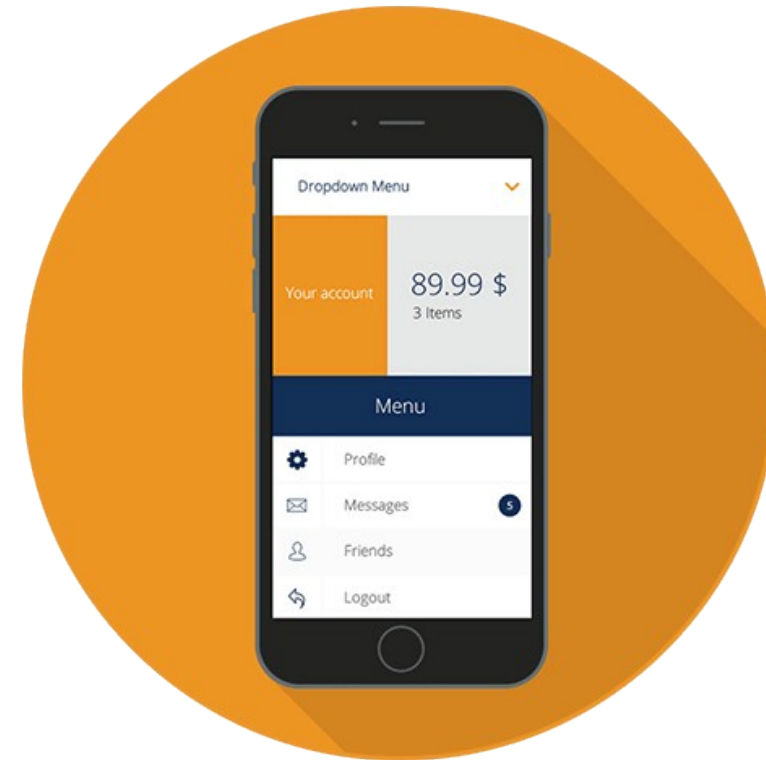 Dropdown Menu
Your account
89.99 $
3 Items
Menu
Profile
Messages
5
Friends
Logout